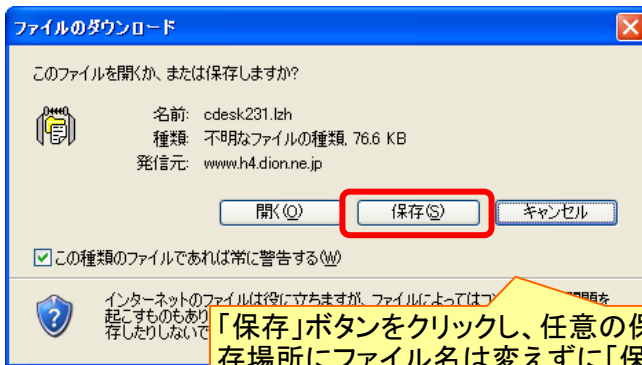 ファイルのダウンロード
このファイルを開くか、または保存しますか?
名前: cdesk231.lzh
種類: 不明なファイルの種類, 76.6 KB
発信元: www.h4.dion.ne.jp
開く(O)
保存(S)
キャンセル
この種類のファイルであれば常に警告する(W)
インターネットのファイルは役に立ちますが、ファイルによってはコ 問題を
起こすものもあり
存したりしないで
「保存」ボタンをクリックし、任意の保
存場所にファイル名は変えずに「保